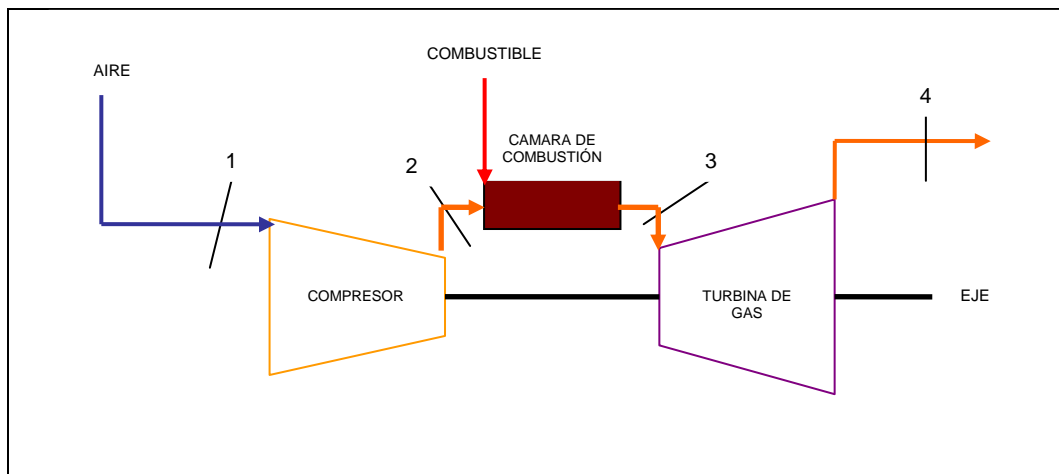 COMBUSTIBLE
AIRE
4
CAMARA DE
COMBUSTIÓN
1
2
3
COMPRESOR
TURBINA DE
GAS
EJE